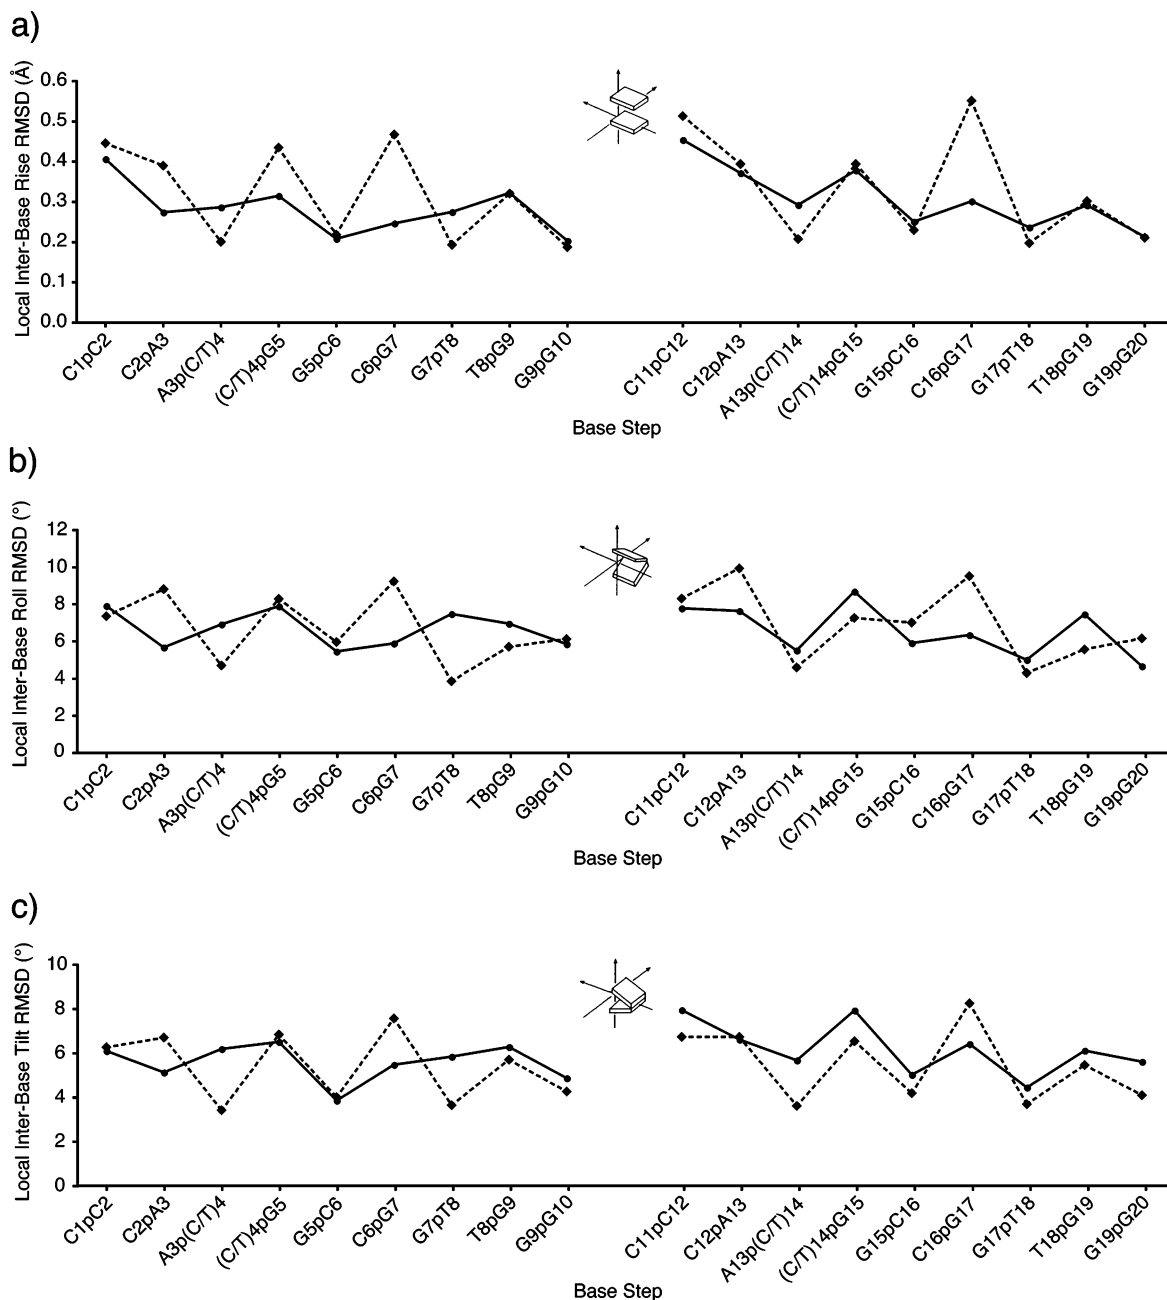 a)
Local Inter-Base Rise RMSD (Å)
0.6
0.5
0.4
0.3
0.2
0.1
0.0
C1pC2
C2pA3
A3p(C/T)4
(C/T)4pG5
G5pC6
C6pG7
G7pT8
T8pG9
G9pG10
C11pC12
C12pA13
A13p(C/T)14
(C/T)14pG15
G15pC16
C16pG17
G17pT18
T18pG19
G19pG20
Base Step
b)
Local Inter-Base Roll RMSD (°)
12
10
8
6
4
2
0
C1pC2
C2pA3
A3p(C/T)4
(C/T)4pG5
G5pC6
C6pG7
G7pT8
T8pG9
G9pG10
C11pC12
C12pA13
A13p(C/T)14
(C/T)14pG15
G15pC16
C16pG17
G17pT18
T18pG19
G19pG20
Base Step
c)
Local Inter-Base Tilt RMSD (°)
10
8
6
4
2
0
C1pC2
C2pA3
A3p(C/T)4
(C/T)4pG5
G5pC6
C6pG7
G7pT8
T8pG9
G9pG10
C11pC12
C12pA13
A13p(C/T)14
(C/T)14pG15
G15pC16
C16pG17
G17pT18
T18pG19
G19pG20
Base Step